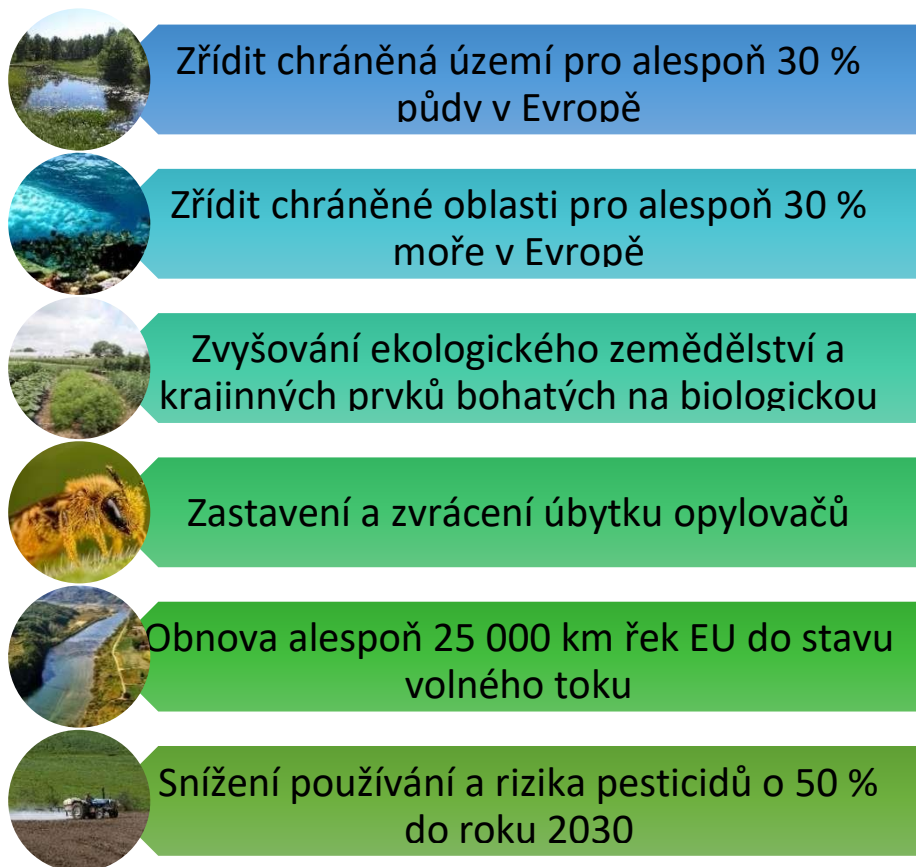 Zřídit chráněná území pro alespoň 30 %
půdy v Evropě
Zřídit chráněné oblasti pro alespoň 30 %
moře v Evropě
Zvyšování ekologického zemědělství a
krajinných prvků bohatých na biologickou
Zastavení a zvrácení úbytku opylovačů
Obnova alespoň 25 000 km řek EU do stavu
volného toku
Snížení používání a rizika pesticidů o 50 %
do roku 2030